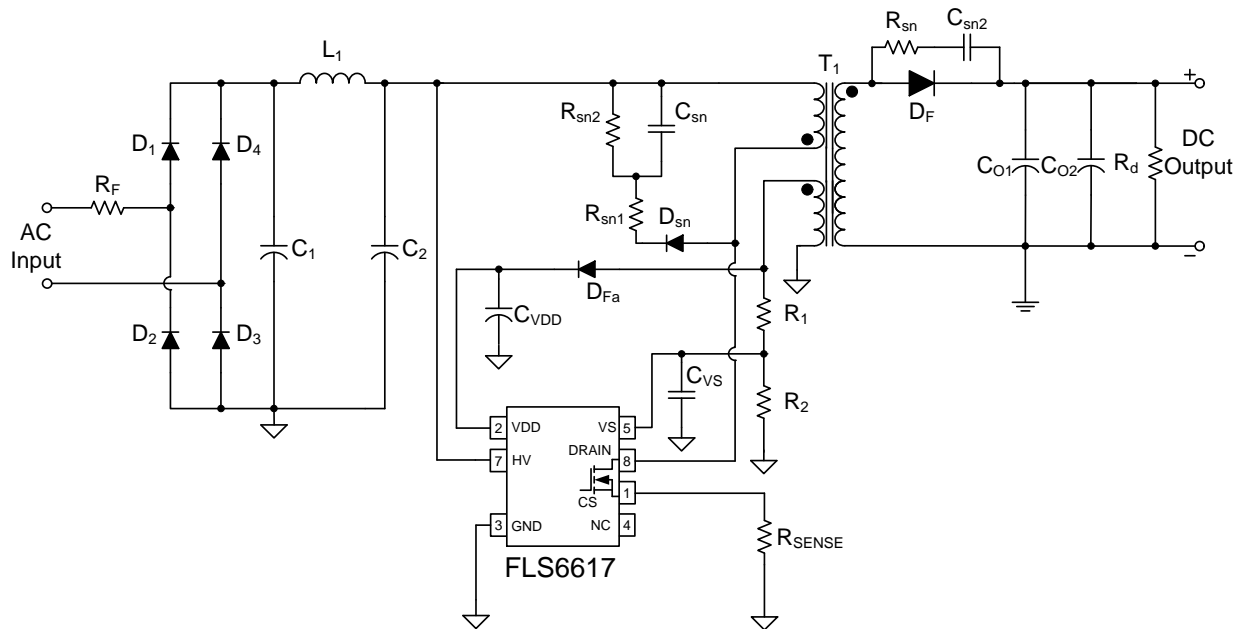 Rsn
Csn2
L1
T1
Rsn2
Csn
+
DF
D1
D4
DC
Output
CO1
CO2
Rd
RF
Rsn1
Dsn
AC
Input
C1
C2
–
DFa
CVDD
R1
D2
D3
CVS
R2
2
VDD
VS
5
DRAIN
7
HV
8
CS
1
3
GND
NC
4
RSENSE
FLS6617